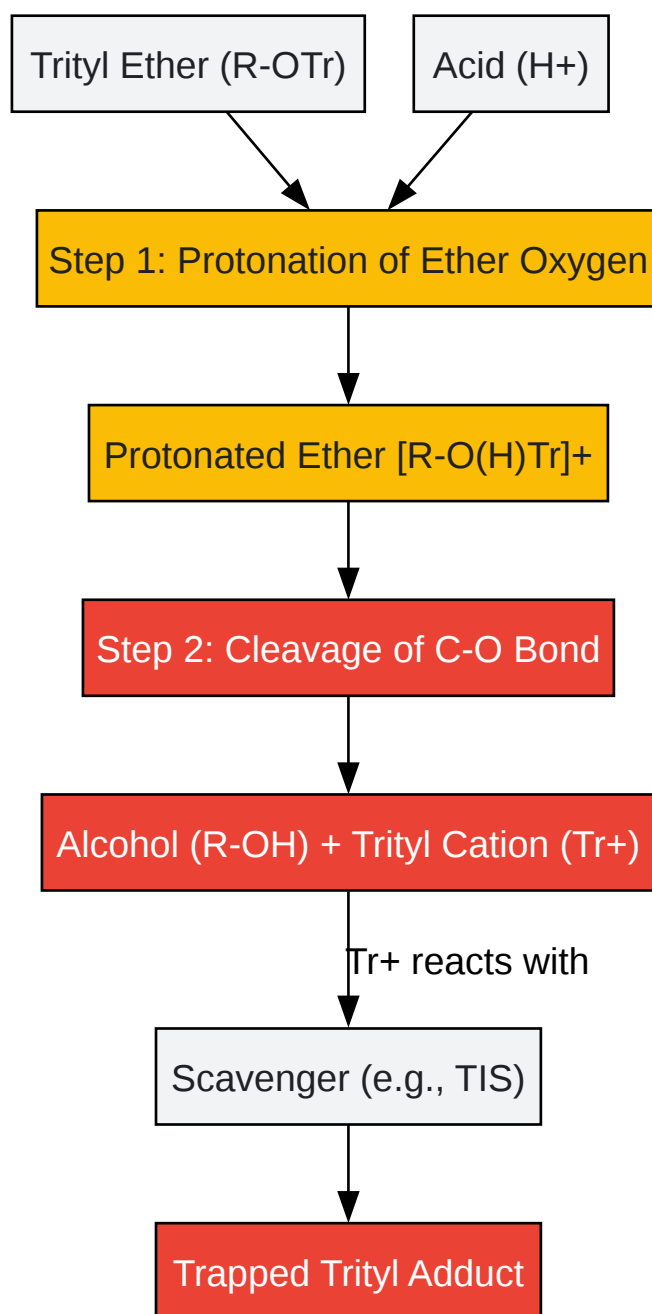 Trityl Ether (R-OTr)
Acid (H+)
Step 1: Protonation of Ether Oxygen
Protonated Ether [R-O(H)Tr]+
Step 2: Cleavage of C-O Bond
Alcohol (R-OH) + Trityl Cation (Tr+)
Tr+ reacts with
Scavenger (e.g., TIS)
Trapped Trityl Adduct